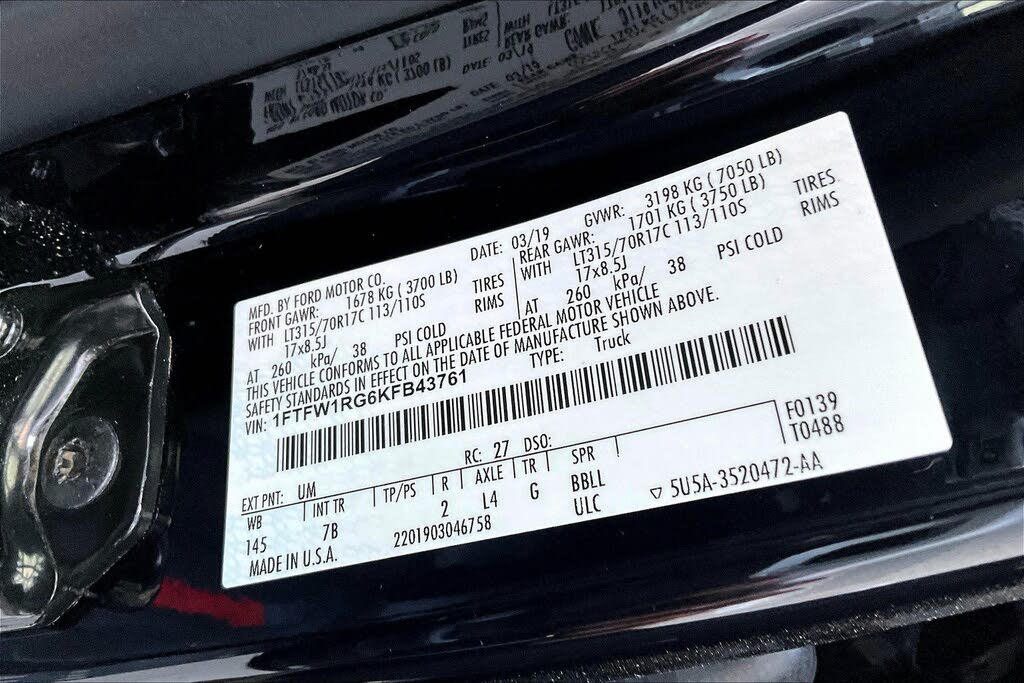 MFD. BY FORD MOTOR CO.
DATE: 03/19
GVWR: 3198 KG ( 7050 LB)
FRONT GAWR: 1678 KG ( 3700 LB)
REAR GAWR: 1701 KG ( 3750 LB)
WITH LT315/70R17C 113/110S TIRES
WITH LT315/70R17C 113/110S TIRES
17x8.5J RIMS
17x8.5J RIMS
AT 260 kPa/ 38 PSI COLD
AT 260 kPa/ 38 PSI COLD
THIS VEHICLE CONFORMS TO ALL APPLICABLE FEDERAL MOTOR VEHICLE
SAFETY STANDARDS IN EFFECT ON THE DATE OF MANUFACTURE SHOWN ABOVE.
VIN: 1FTFW1RG6KFB43761
TYPE: Truck
EXT PNT: UM RC: 27 DSO:
WB INT TR TP/PS R AXLE TR SPR
145 7B 2 L4 G BBLL
ULC
F0139
T0488
MADE IN U.S.A. 2201903046758
▽ 5U5A-3520472-AA